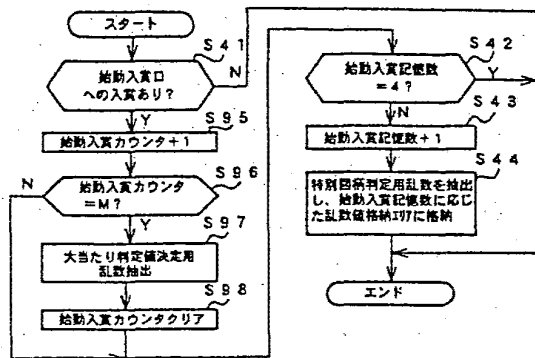 スタート
S41
始動入賞口
への入賞あり？
N
Y
S95
始動入賞カウンタ+1
S96
始動入賞カウンタ
=M？
N
Y
S97
大当たり判定値決定用
乱数抽出
S98
始動入賞カウンタクリア
S42
始動入賞記憶数
=4？
Y
N
S43
始動入賞記憶数+1
S44
特別図柄判定用乱数を抽出
し、始動入賞記憶数に応じ
た乱数値格納エリアに格納
エンド